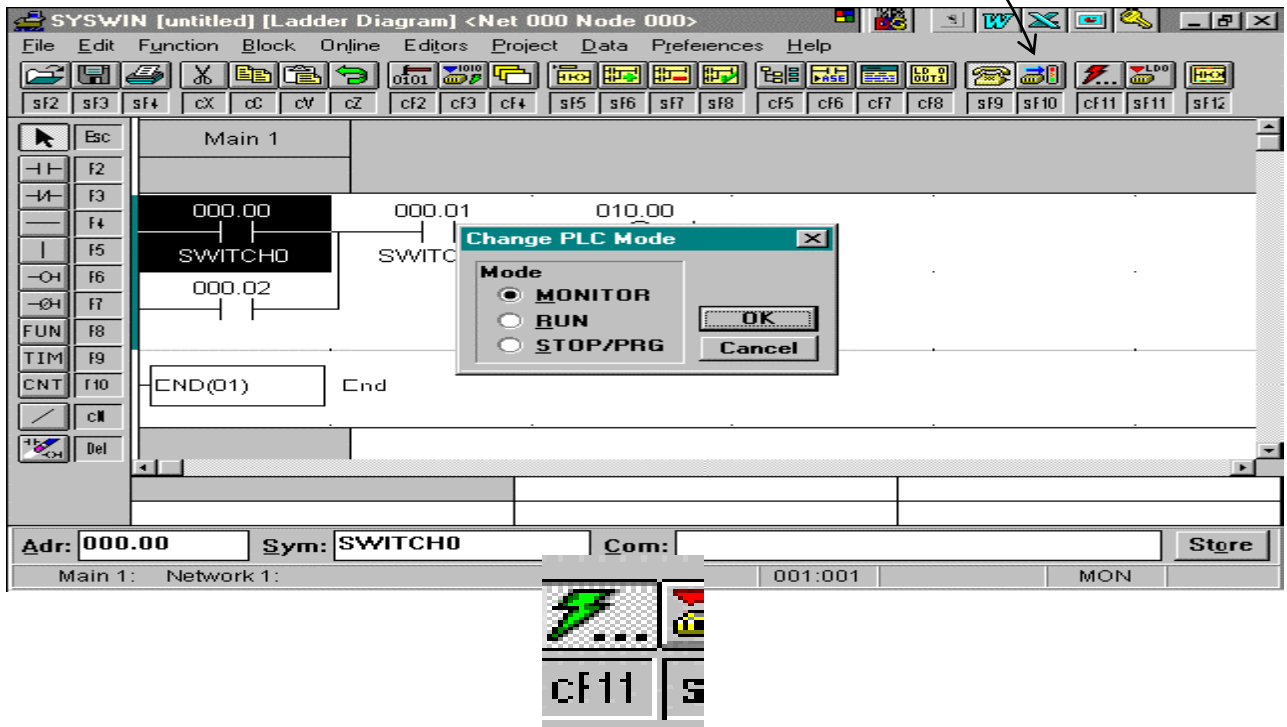 SYSWIN [untitled] [Ladder Diagram] <Net 000 Node 000>
File Edit Function Block Online Editors Project Data Preferences Help
sF2 sF3 sF4 cX cC cV cZ cF2 cF3 cF4 sF5 sF6 sF7 sF8 cF5 cF6 cF7 cF8 sF9 sF10 cF11 sF11 sF12
Esc
F2
F3
F4
F5
F6
F7
FUN F8
TIM F9
CNT F10
Del
Main 1
000.00 000.01 010.00
SWITCH0 SWITC
000.02
END(01) End
Change PLC Mode
Mode
MONITOR
RUN
STOP/PRG
OK
Cancel
Adr: 000.00 Sym: SWITCH0 Com: Store
Main 1: Network 1: 001:001 MON
cF11 s